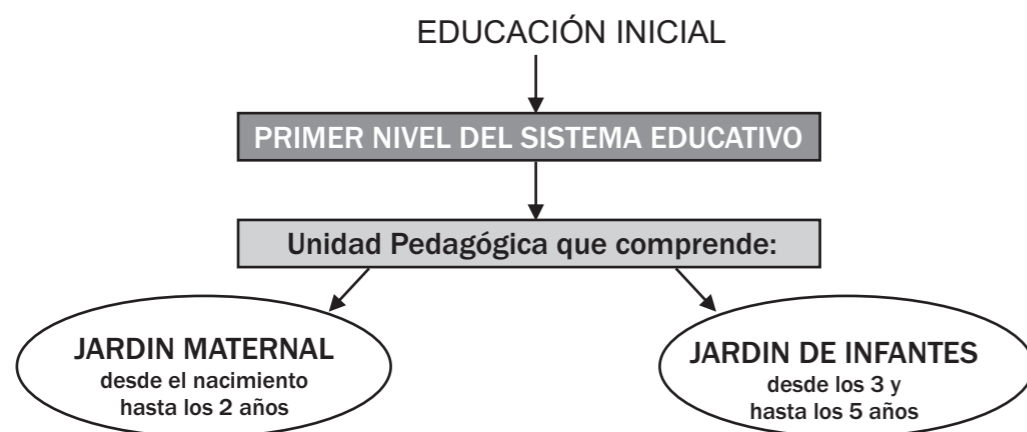 EDUCACIÓN INICIAL
PRIMER NIVEL DEL SISTEMA EDUCATIVO
Unidad Pedagógica que comprende:
JARDIN MATERNAL
desde el nacimiento
hasta los 2 años
JARDIN DE INFANTES
desde los 3 y
hasta los 5 años